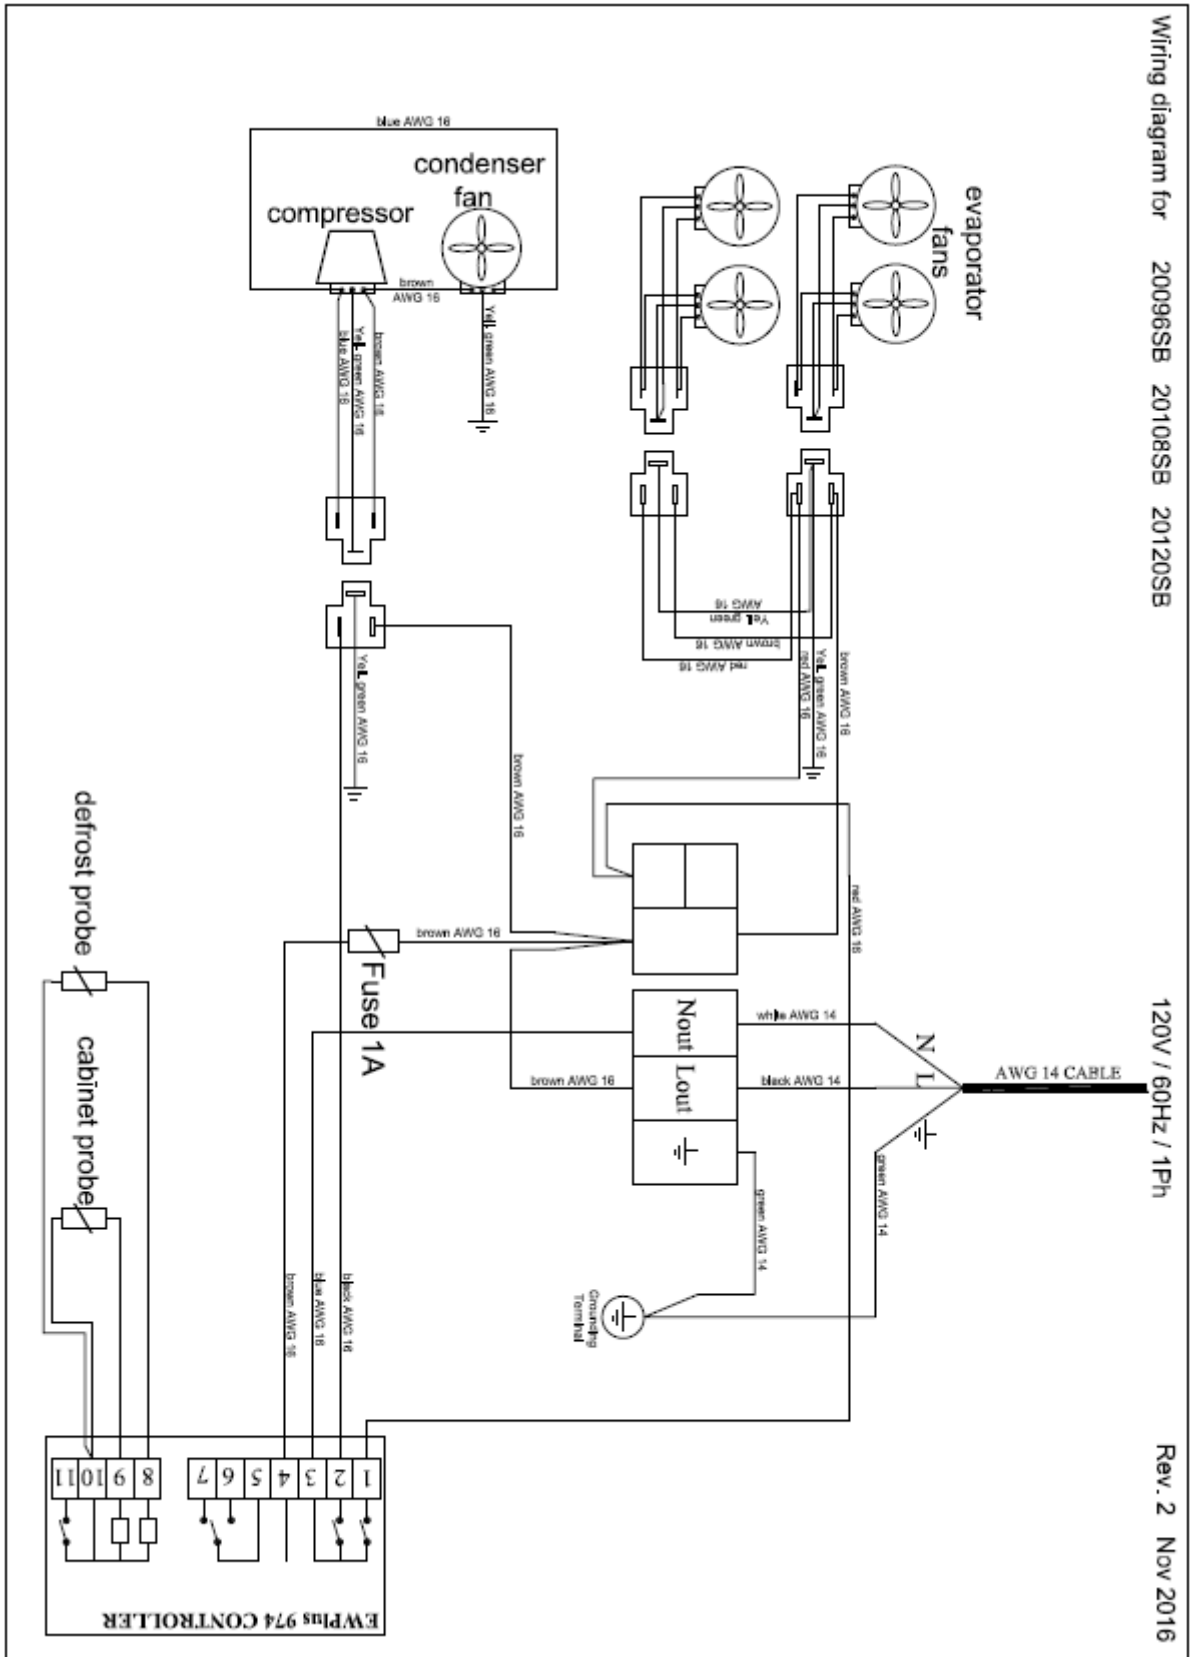 Wiring diagram for 20096SB 20108SB 20120SB
120V / 60Hz / 1Ph
Rev. 2 Nov 2016
evaporator
fans
blue AWG 16
condenser
fan
compressor
brown
AWG 16
Yell. green AWG 16
brown AWG 16
Yell. green AWG 16
blue AWG 16
Yell. green
AWG 16
brown AWG 16
red AWG 16
brown AWG 16
Yell. green AWG 16
red AWG 16
Yell. green AWG 16
brown AWG 16
red AWG 16
brown AWG 16
Fuse 1A
defrost probe
cabinet probe
Nout
Lout
white AWG 14
black AWG 14
brown AWG 16
N
L
AWG 14 CABLE
green AWG 14
green AWG 14
Grounding
Terminal
black AWG 16
blue AWG 16
brown AWG 16
11 10 9 8
7 6 5 4 3 2 1
EWPlus 974 CONTROLLER